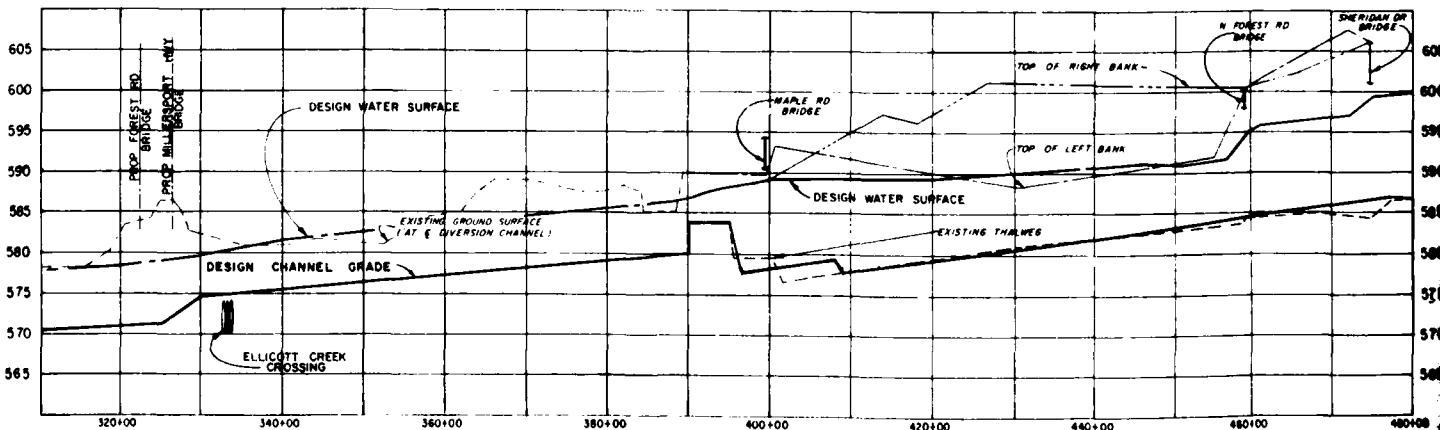 605
600
595
590
585
580
575
570
565
PROP FOREST RD
BRIDGE
PROP MILLERSPORT HWY
BRIDGE
DESIGN WATER SURFACE
EXISTING GROUND SURFACE
(AT ℄ DIVERSION CHANNEL)
DESIGN CHANNEL GRADE
ELLICOTT CREEK
CROSSING
MAPLE RD
BRIDGE
DESIGN WATER SURFACE
EXISTING THALWEG
TOP OF RIGHT BANK
TOP OF LEFT BANK
N FOREST RD
BRIDGE
SHERIDAN DR
BRIDGE
320+00
340+00
360+00
380+00
400+00
420+00
440+00
460+00
480+00